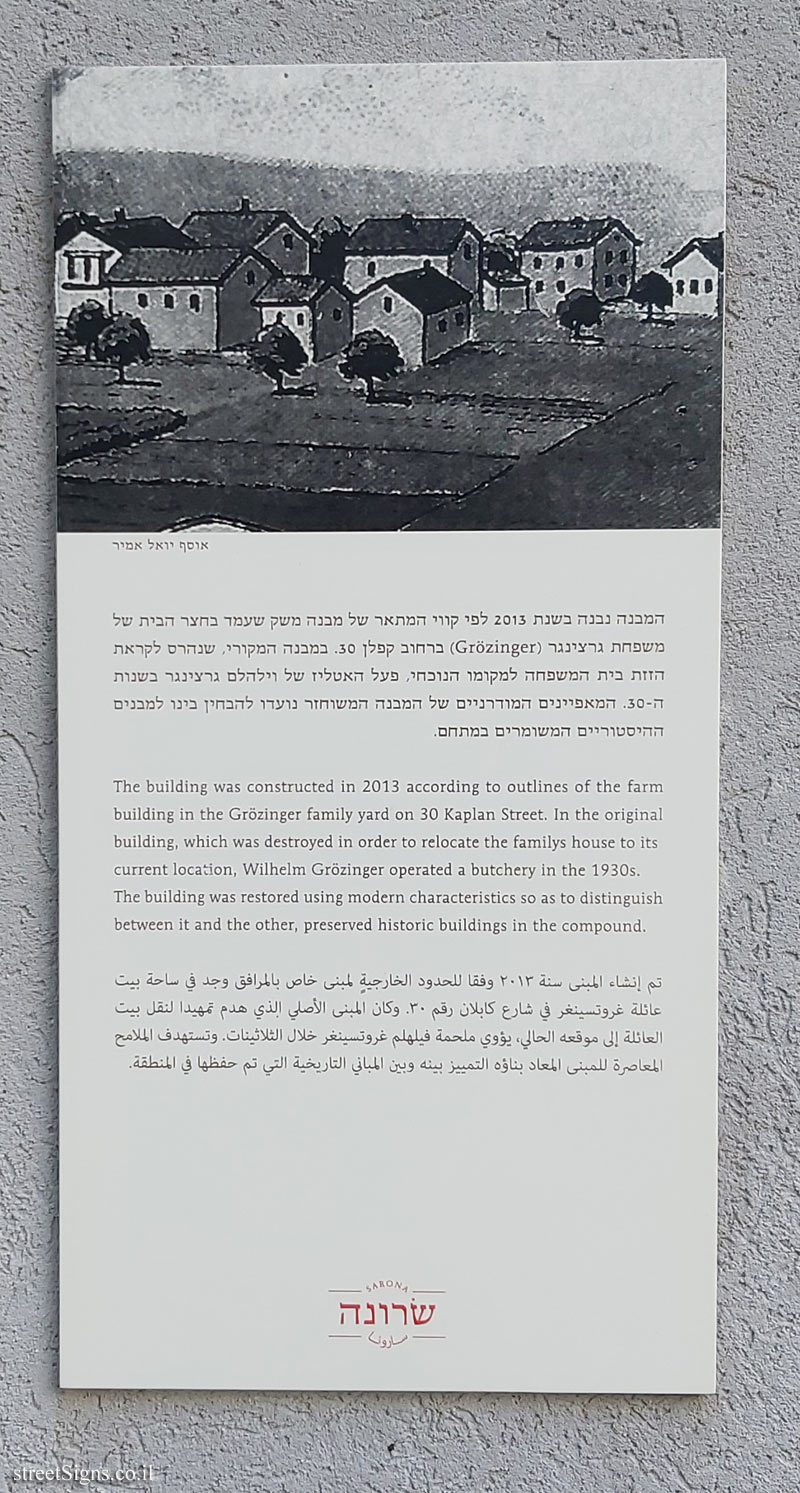 אוסף יואל אמיר
המבנה נבנה בשנת 2013 לפי קווי המתאר של מבנה משק שעמד בחצר הבית של
משפחת גרצינגר (Grözinger) ברחוב קפלן 30. במבנה המקורי, שנהרס לקראת
הזזת בית המשפחה למקומו הנוכחי, פעל האטליז של וילהלם גרצינגר בשנות
ה-30. המאפיינים המודרניים של המבנה המשוחזר נועדו להבחין בינו למבנים
ההיסטוריים המשומרים במתחם.
The building was constructed in 2013 according to outlines of the farm
building in the Grözinger family yard on 30 Kaplan Street. In the original
building, which was destroyed in order to relocate the familys house to its
current location, Wilhelm Grözinger operated a butchery in the 1930s.
The building was restored using modern characteristics so as to distinguish
between it and the other, preserved historic buildings in the compound.
تم إنشاء المبنى سنة ٢٠١٣ وفقا للحدود الخارجية لمبنى خاص بالمرافق وجد في ساحة بيت
عائلة غروتسينغر في شارع كابلان رقم ٣٠. وكان المبنى الأصلي الذي هدم تمهيدا لنقل بيت
العائلة إلى موقعه الحالي، يؤوي ملحمة فيلهلم غروتسينغر خلال الثلاثينات. وتستهدف الملامح
المعاصرة للمبنى المعاد بناؤه التمييز بينه وبين المباني التاريخية التي تم حفظها في المنطقة.
SARONA
שׂרונה
سارونا
streetSigns.co.il